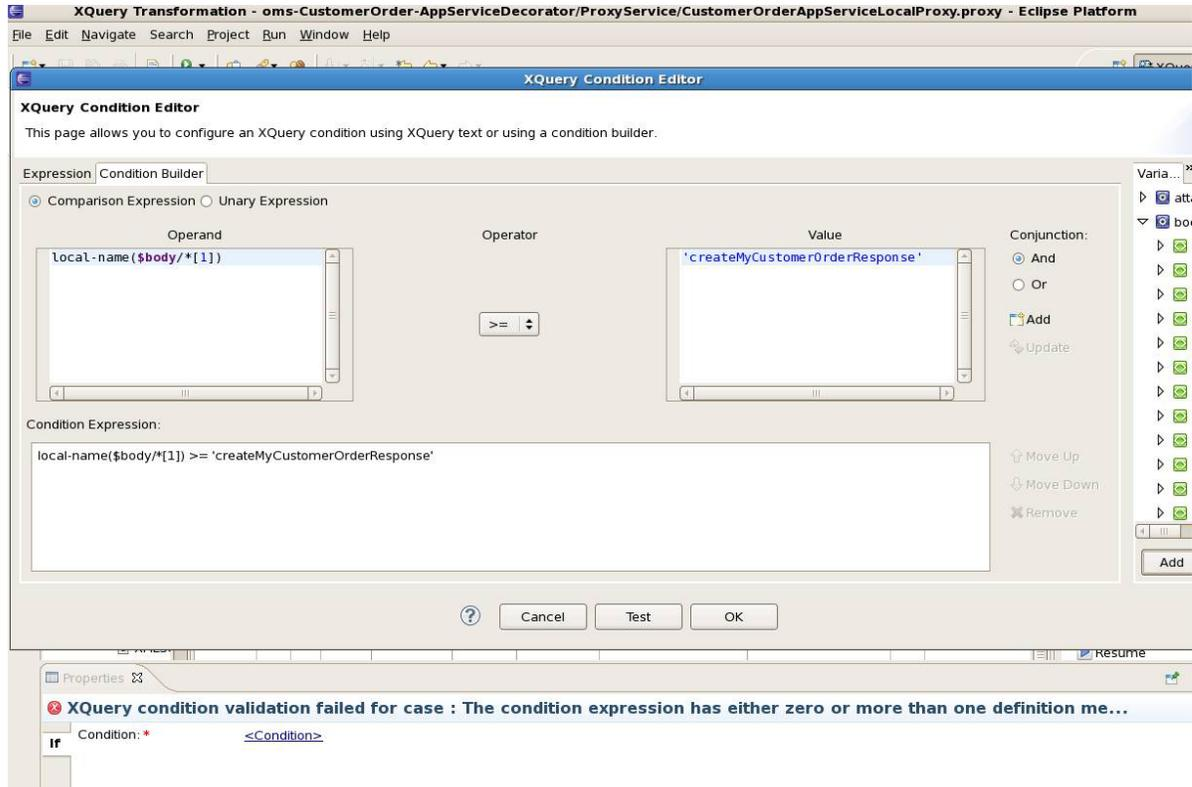 XQuery Transformation - oms-CustomerOrder-AppServiceDecorator/ProxyService/CustomerOrderAppServiceLocalProxy.proxy - Eclipse Platform
File Edit Navigate Search Project Run Window Help
XQuery Condition Editor
XQuery Condition Editor
This page allows you to configure an XQuery condition using XQuery text or using a condition builder.
Expression Condition Builder
Varia... »
Comparison Expression Unary Expression
att
Operand Operator Value Conjunction:
bo
local-name($body/*[1])
'createMyCustomerOrderResponse'
And
Or
>=
Add
Update
Condition Expression:
local-name($body/*[1]) >= 'createMyCustomerOrderResponse'
Move Up
Move Down
Remove
Add
Cancel Test OK
Resume
Properties
XQuery condition validation failed for case : The condition expression has either zero or more than one definition me...
If
Condition: * <Condition>